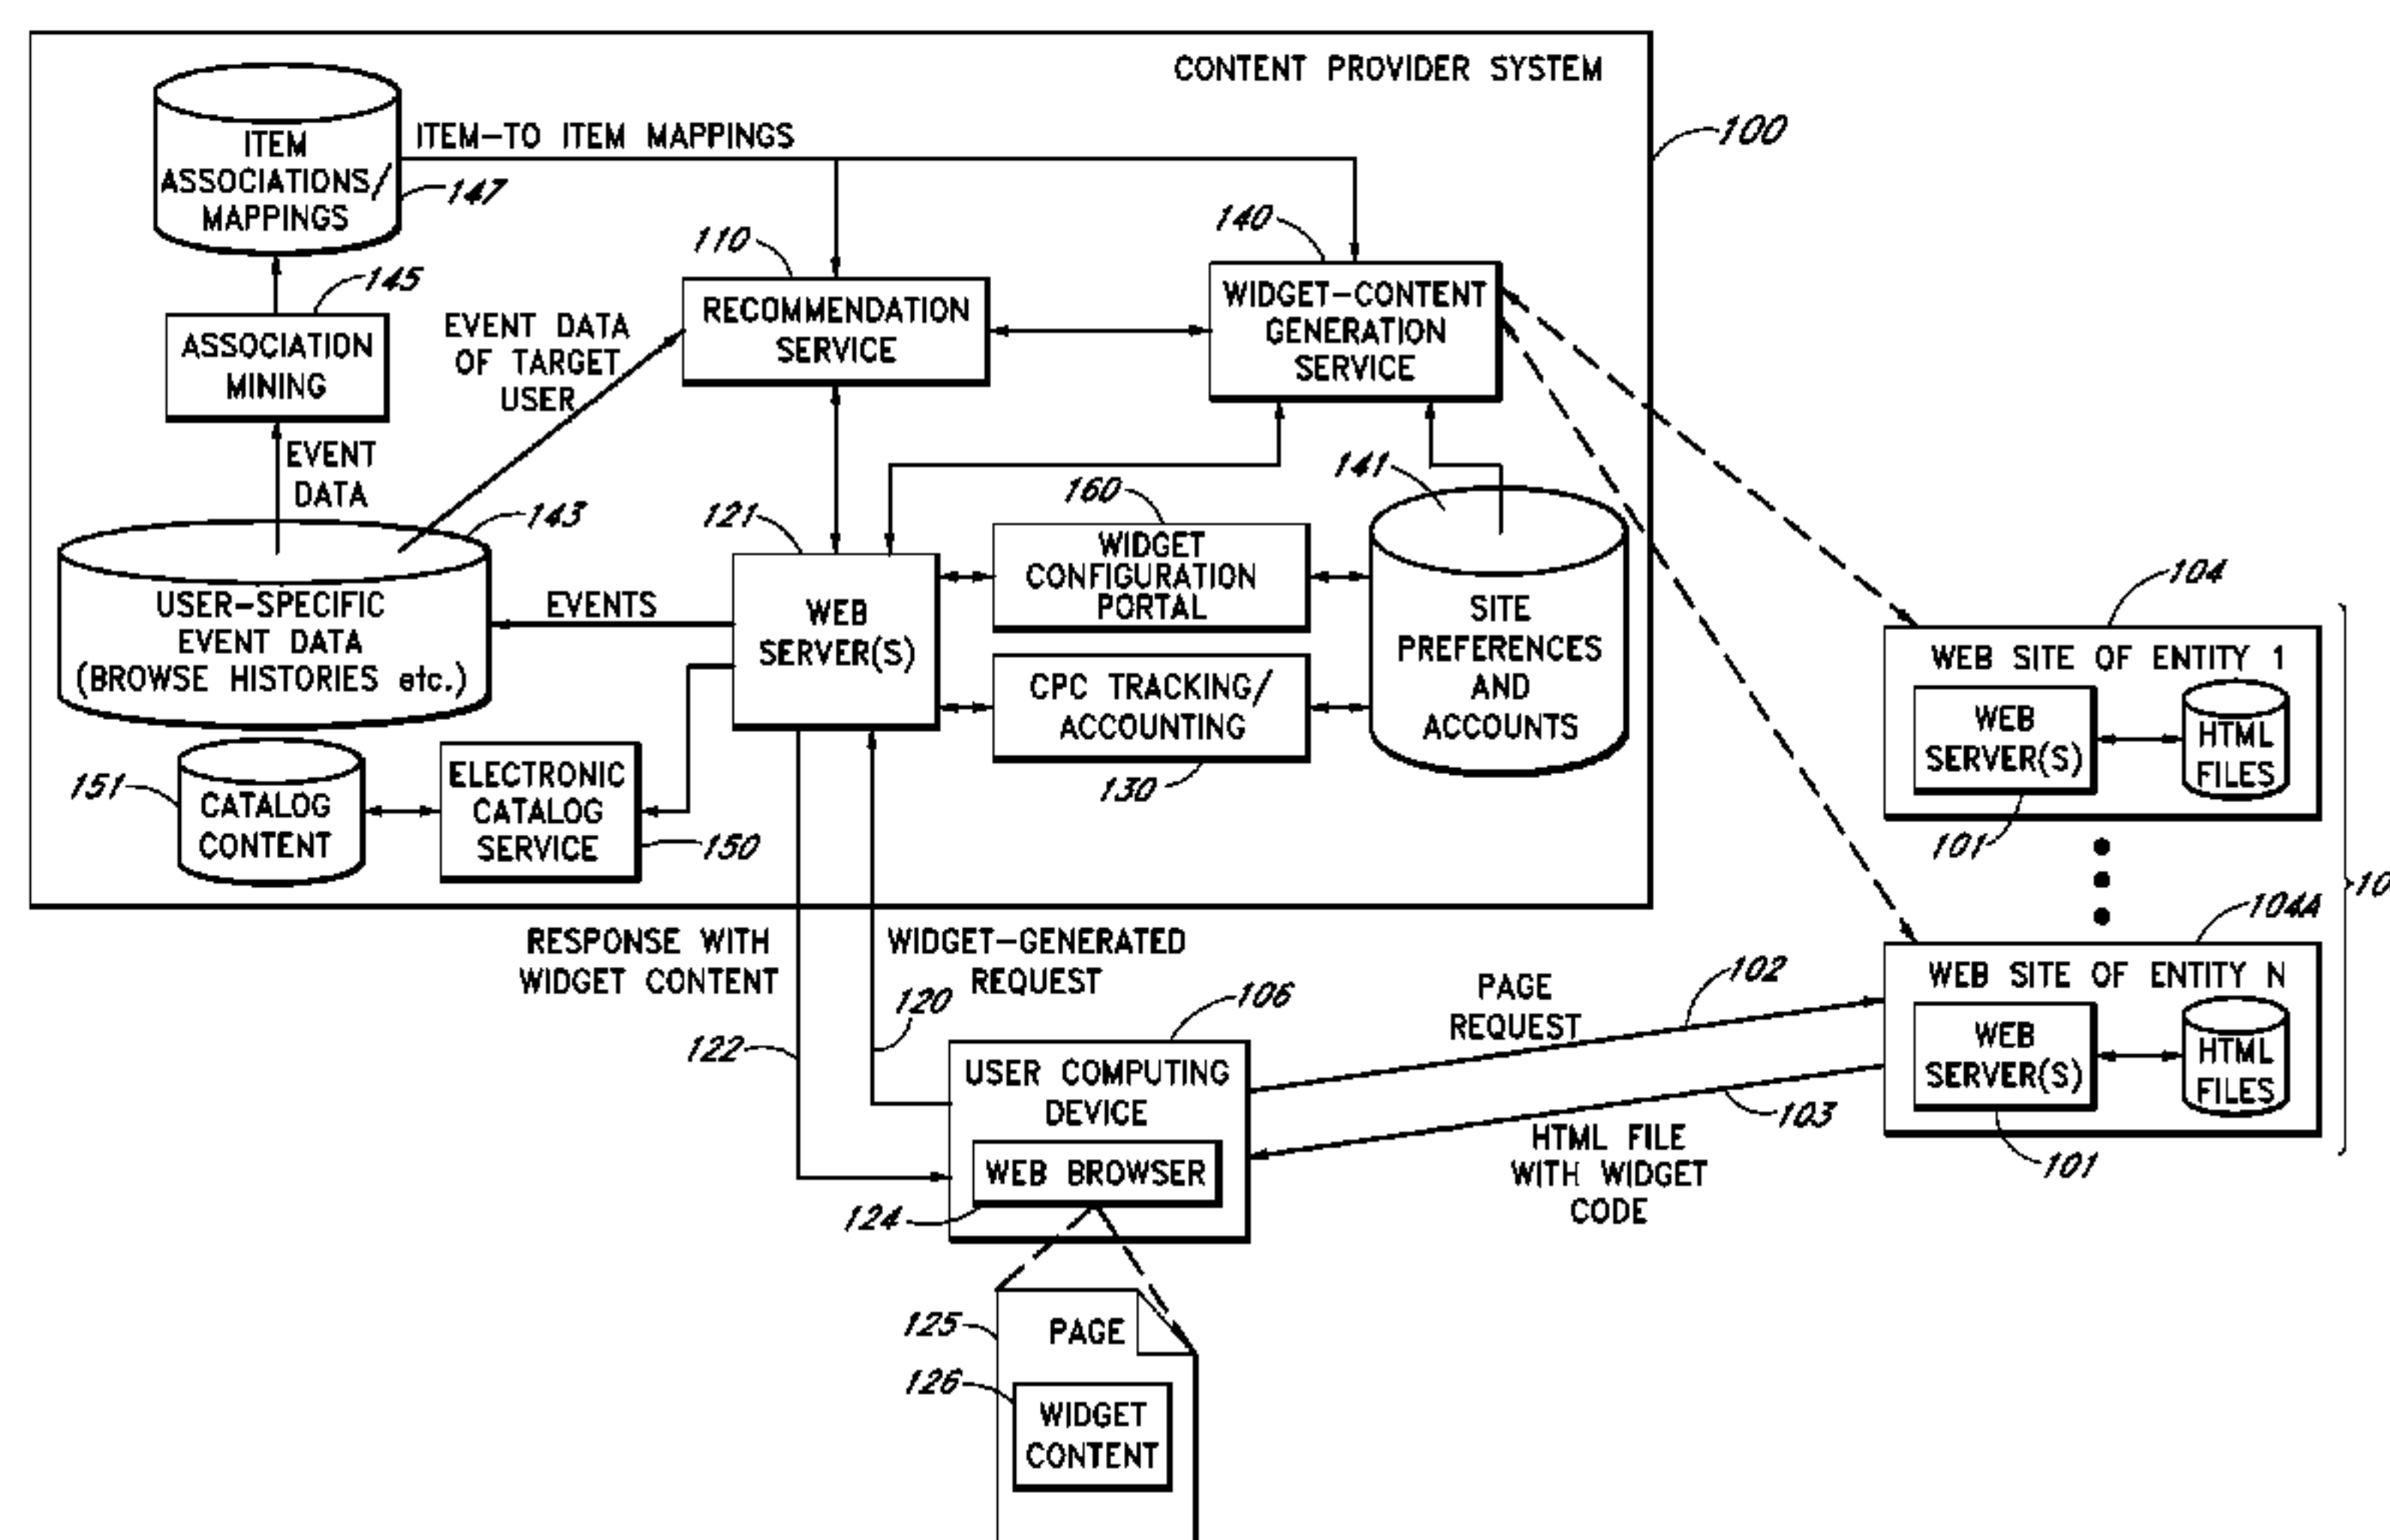 CONTENT PROVIDER SYSTEM
100
ITEM
ASSOCIATIONS/
MAPPINGS
147
ITEM-TO ITEM MAPPINGS
145
ASSOCIATION
MINING
EVENT DATA
OF TARGET
USER
110
RECOMMENDATION
SERVICE
140
WIDGET-CONTENT
GENERATION
SERVICE
EVENT
DATA
143
USER-SPECIFIC
EVENT DATA
(BROWSE HISTORIES etc.)
EVENTS
121
WEB
SERVER(S)
160
WIDGET
CONFIGURATION
PORTAL
CPC TRACKING/
ACCOUNTING
130
141
SITE
PREFERENCES
AND
ACCOUNTS
151
CATALOG
CONTENT
ELECTRONIC
CATALOG
SERVICE
150
104
WEB SITE OF ENTITY 1
WEB
SERVER(S)
HTML
FILES
101
10
104A
WEB SITE OF ENTITY N
WEB
SERVER(S)
HTML
FILES
101
RESPONSE WITH
WIDGET CONTENT
WIDGET-GENERATED
REQUEST
120
122
106
USER COMPUTING
DEVICE
WEB BROWSER
124
PAGE
REQUEST
102
103
HTML FILE
WITH WIDGET
CODE
125
PAGE
126
WIDGET
CONTENT